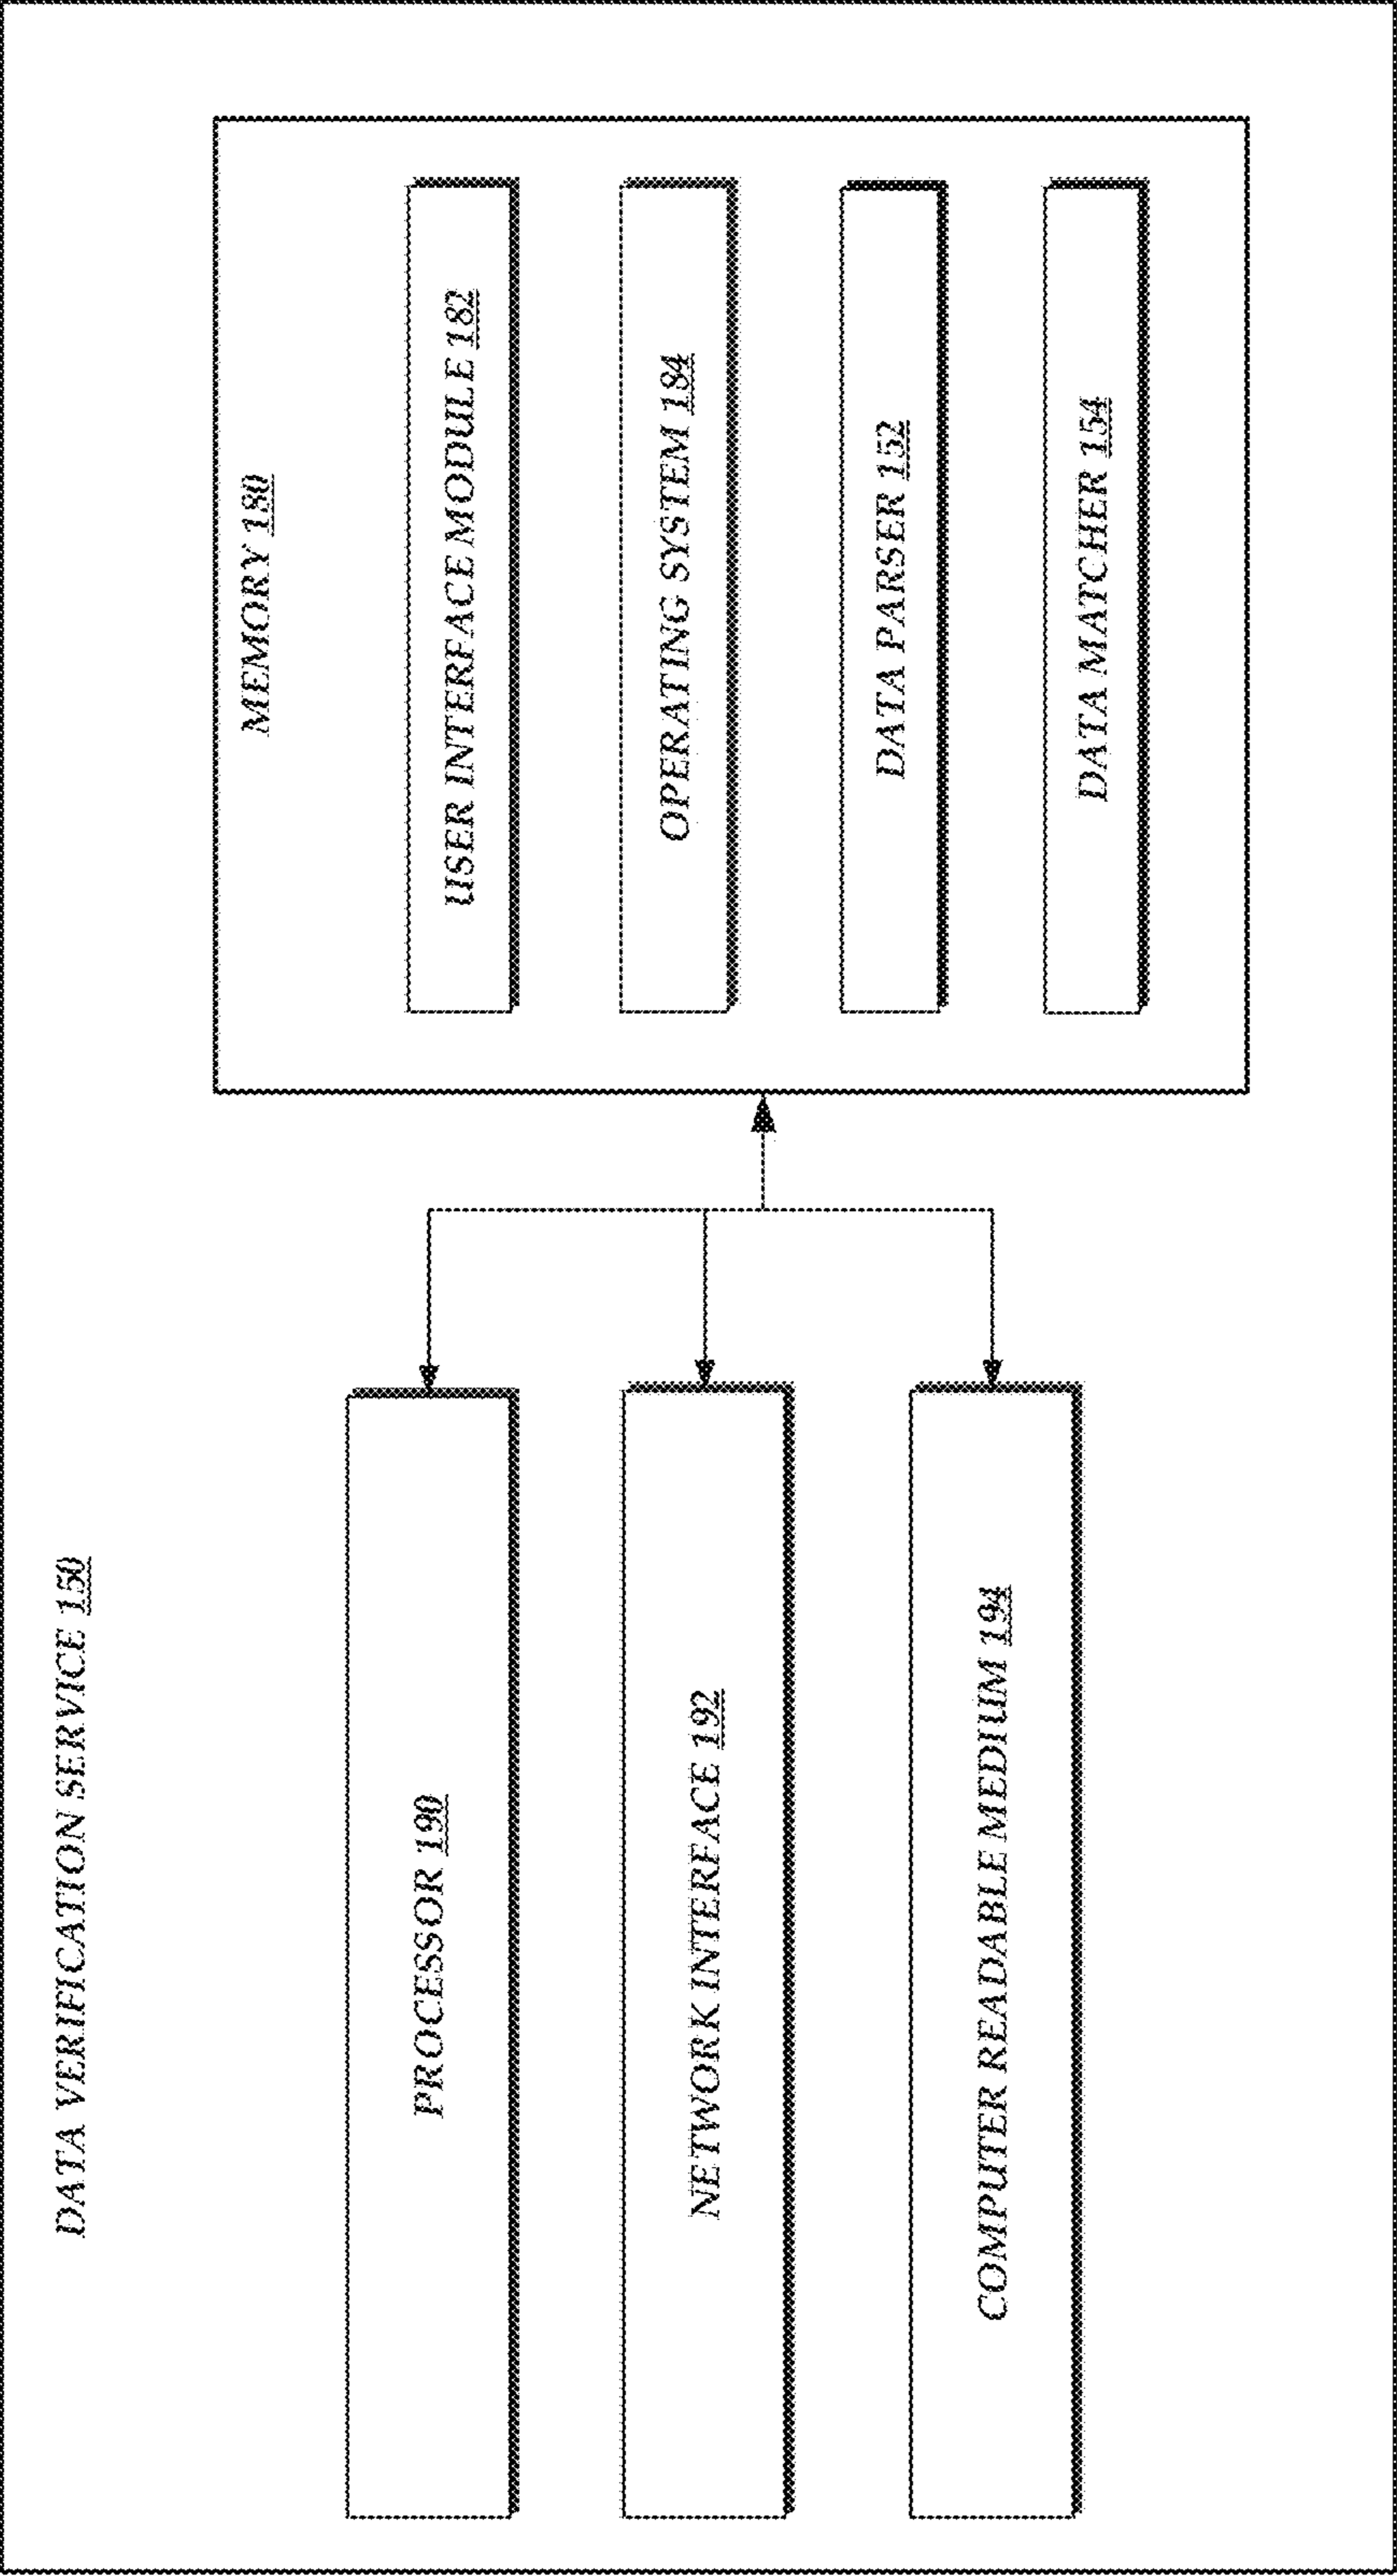 DATA VERIFICATION SERVICE 150
PROCESSOR 190
NETWORK INTERFACE 192
COMPUTER READABLE MEDIUM 194
MEMORY 180
USER INTERFACE MODULE 182
OPERATING SYSTEM 184
DATA PARSER 152
DATA MATCHER 154